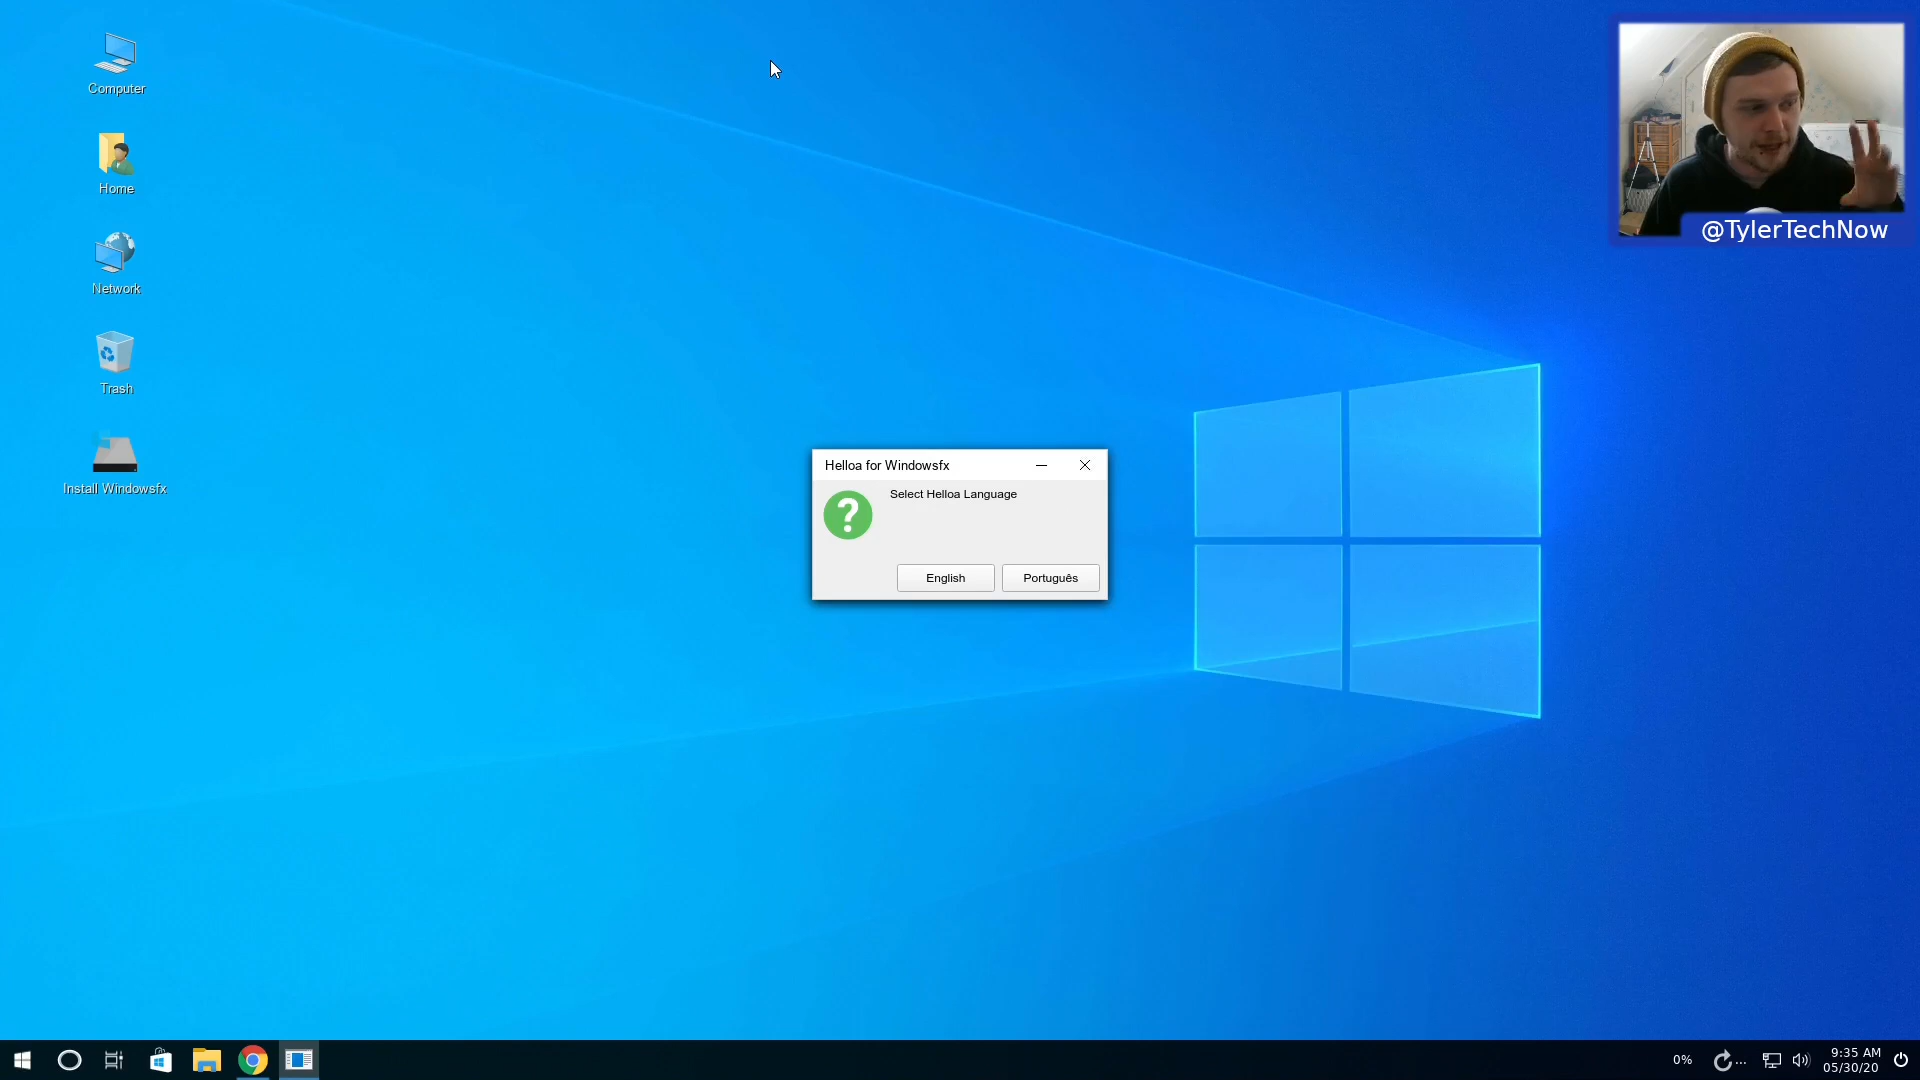 Computer
Home
Network
Trash
Install Windowsfx
@TylerTechNow
Helloa for Windowsfx
Select Helloa Language
English
Português
0%
...
9:35 AM
05/30/20